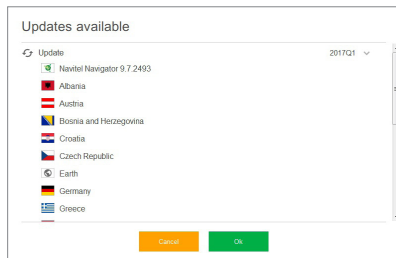 Updates available
Update 2017Q1
Navitel Navigator 9.7.2493
Albania
Austria
Bosnia and Herzegovina
Croatia
Czech Republic
Earth
Germany
Greece
Cancel Ok